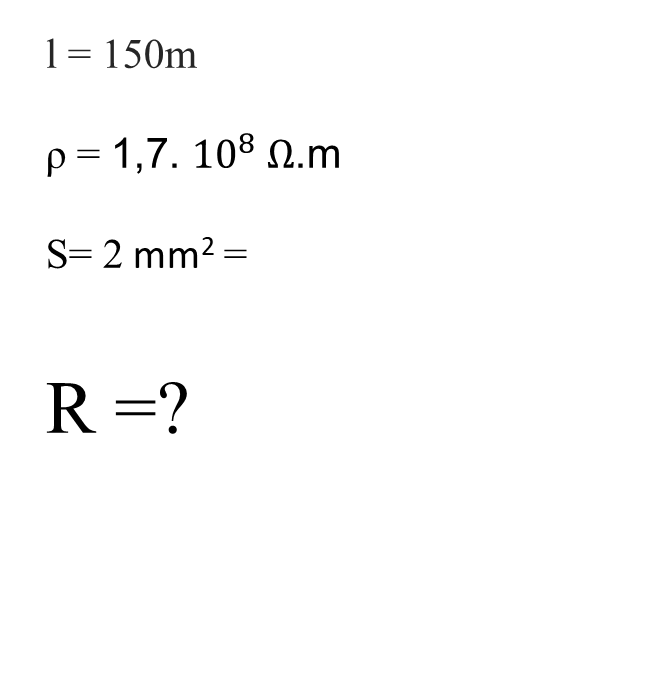 l = 150m
ρ = 1,7. 10⁸ Ω.m
S= 2 mm² =
R =?